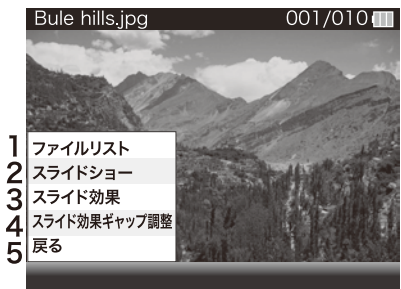 Bule hills.jpg 001/010
1 ファイルリスト
2 スライドショー
3 スライド効果
4 スライド効果ギャップ調整
5 戻る